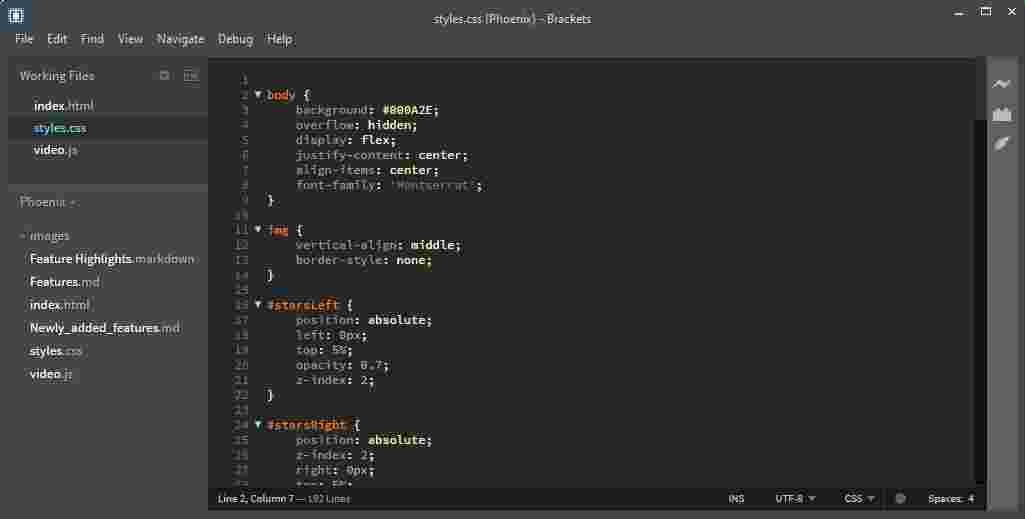 styles.css (Phoenix) - Brackets
File Edit Find View Navigate Debug Help
Working Files
index.html
styles.css
video.js
Phoenix
images
Feature Highlights.markdown
Features.md
index.html
Newly_added_features.md
styles.css
video.js
1
2 body {
3 background: #000A2E;
4 overflow: hidden;
5 display: flex;
6 justify-content: center;
7 align-items: center;
8 font-family: 'Montserrat';
9 }
10
11 img {
12 vertical-align: middle;
13 border-style: none;
14 }
15
16 #starsLeft {
17 position: absolute;
18 left: 0px;
19 top: 5%;
20 opacity: 0.7;
21 z-index: 2;
22 }
23
24 #starsRight {
25 position: absolute;
26 z-index: 2;
27 right: 0px;
top: 5%;
Line 2, Column 7 — 192 Lines
INS UTF-8 CSS Spaces: 4